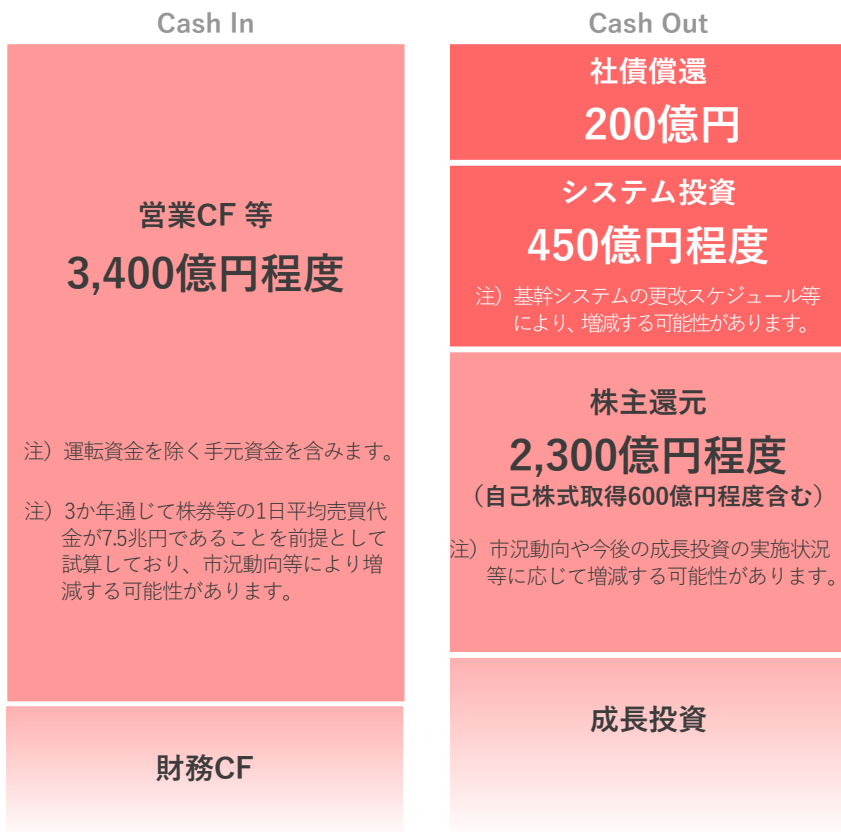 Cash In
営業CF 等
3,400億円程度
注）運転資金を除く手元資金を含みます。
注）3か年通じて株券等の1日平均売買代
金が7.5兆円であることを前提として
試算しており、市況動向等により増
減する可能性があります。
財務CF
Cash Out
社債償還
200億円
システム投資
450億円程度
注）基幹システムの更改スケジュール等
により、増減する可能性があります。
株主還元
2,300億円程度
（自己株式取得600億円程度含む）
注）市況動向や今後の成長投資の実施状況
等に応じて増減する可能性があります。
成長投資